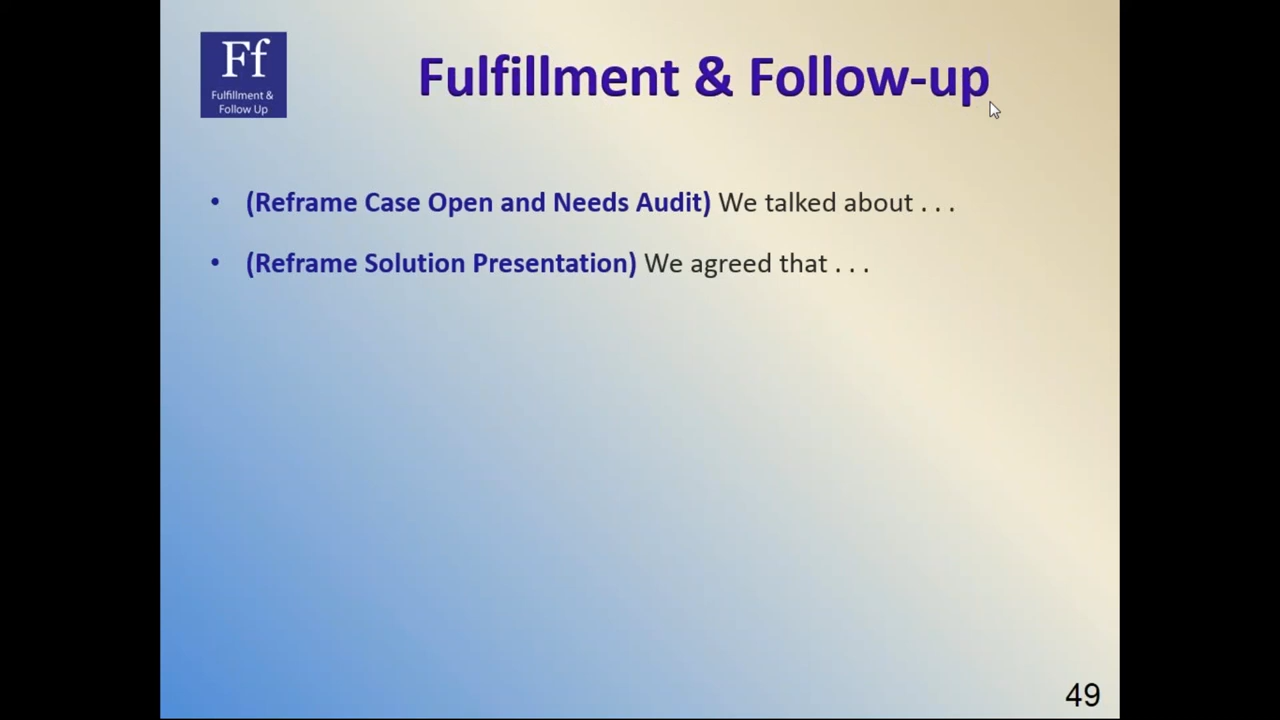 Ff
Fulfillment &
Follow Up
Fulfillment & Follow-up
• (Reframe Case Open and Needs Audit) We talked about . . .
• (Reframe Solution Presentation) We agreed that . . .
49